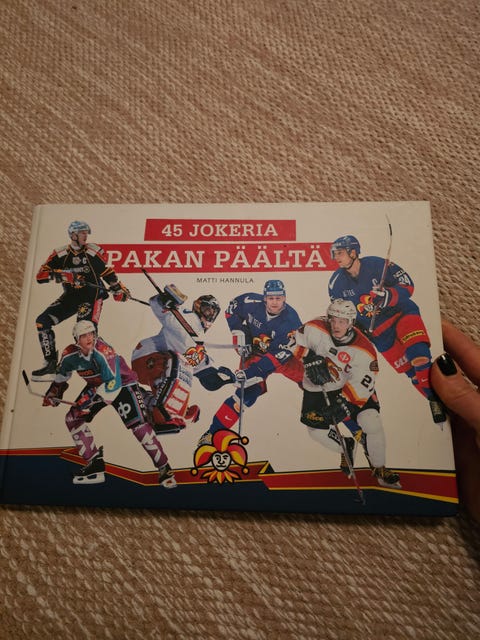 45 JOKERIA
PAKAN PÄÄLTÄ
MATTI HANNULA